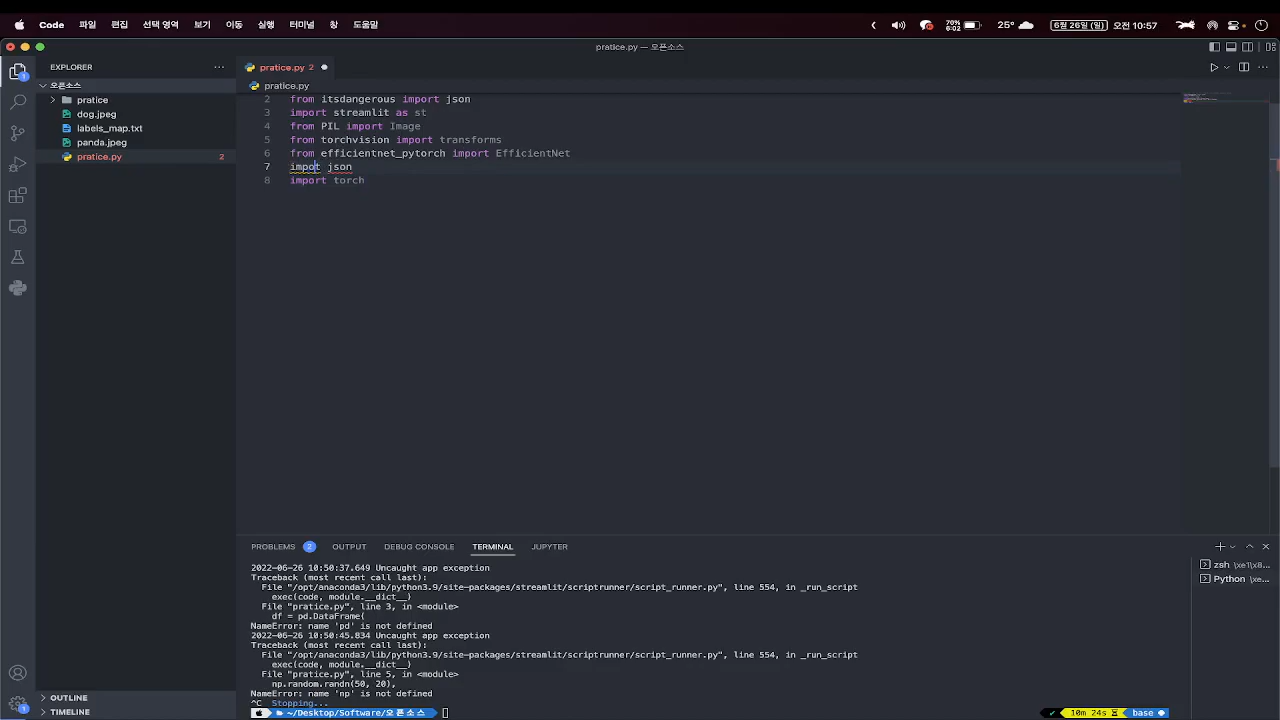 Code 파일 편집 선택 영역 보기 이동 실행 터미널 창 도움말 70% 6:02 25° 6월 26일 (일) 오전 10:57
pratice.py — 오픈소스
EXPLORER
오픈소스
pratice
dog.jpeg
labels_map.txt
panda.jpeg
pratice.py 2
OUTLINE
TIMELINE
pratice.py 2
pratice.py
2 from itsdangerous import json
3 import streamlit as st
4 from PIL import Image
5 from torchvision import transforms
6 from efficientnet_pytorch import EfficientNet
7 impot json
8 import torch
PROBLEMS 2 OUTPUT DEBUG CONSOLE TERMINAL JUPYTER
2022-06-26 10:50:37.649 Uncaught app exception
Traceback (most recent call last):
File "/opt/anaconda3/lib/python3.9/site-packages/streamlit/scriptrunner/script_runner.py", line 554, in _run_script
exec(code, module.__dict__)
File "pratice.py", line 3, in <module>
df = pd.DataFrame(
NameError: name 'pd' is not defined
2022-06-26 10:50:45.834 Uncaught app exception
Traceback (most recent call last):
File "/opt/anaconda3/lib/python3.9/site-packages/streamlit/scriptrunner/script_runner.py", line 554, in _run_script
exec(code, module.__dict__)
File "pratice.py", line 5, in <module>
np.random.randn(50, 20),
NameError: name 'np' is not defined
^C Stopping...
~/Desktop/Software/오픈소스 10m 24s base
zsh \xe1\x8
Python \xe